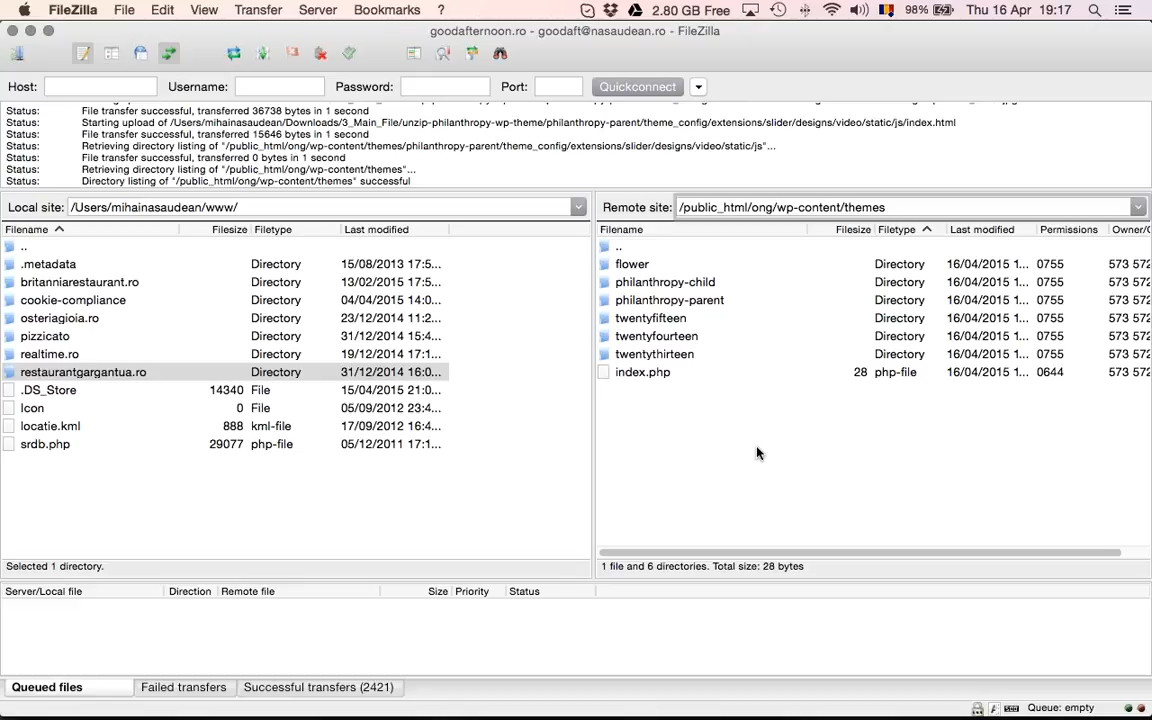 FileZilla File Edit View Transfer Server Bookmarks ? 2.80 GB Free 98% Thu 16 Apr 19:17
goodafternoon.ro - goodaft@nasaudean.ro - FileZilla
Host: Username: Password: Port: Quickconnect
Status: File transfer successful, transferred 36738 bytes in 1 second
Status: Starting upload of /Users/mihainasaudean/Downloads/3_Main_File/unzip-philanthropy-wp-theme/philanthropy-parent/theme_config/extensions/slider/designs/video/static/js/index.html
Status: File transfer successful, transferred 15646 bytes in 1 second
Status: Retrieving directory listing of "/public_html/ong/wp-content/themes/philanthropy-parent/theme_config/extensions/slider/designs/video/static/js"...
Status: File transfer successful, transferred 0 bytes in 1 second
Status: Retrieving directory listing of "/public_html/ong/wp-content/themes"...
Status: Directory listing of "/public_html/ong/wp-content/themes" successful
Local site: /Users/mihainasaudean/www/
Filename Filesize Filetype Last modified
..
.metadata Directory 15/08/2013 17:5...
britanniarestaurant.ro Directory 13/02/2015 17:5...
cookie-compliance Directory 04/04/2015 14:0...
osteriagioia.ro Directory 23/12/2014 11:2...
pizzicato Directory 31/12/2014 15:4...
realtime.ro Directory 19/12/2014 17:1...
restaurantgargantua.ro Directory 31/12/2014 16:0...
.DS_Store 14340 File 15/04/2015 21:0...
Icon 0 File 05/09/2012 23:4...
locatie.kml 888 kml-file 17/09/2012 16:4...
srdb.php 29077 php-file 05/12/2011 17:1...
Selected 1 directory.
Remote site: /public_html/ong/wp-content/themes
Filename Filesize Filetype Last modified Permissions Owner/G
..
flower Directory 16/04/2015 1... 0755 573 572
philanthropy-child Directory 16/04/2015 1... 0755 573 572
philanthropy-parent Directory 16/04/2015 1... 0755 573 572
twentyfifteen Directory 16/04/2015 1... 0755 573 572
twentyfourteen Directory 16/04/2015 1... 0755 573 572
twentythirteen Directory 16/04/2015 1... 0755 573 572
index.php 28 php-file 16/04/2015 1... 0644 573 572
1 file and 6 directories. Total size: 28 bytes
Server/Local file Direction Remote file Size Priority Status
Queued files Failed transfers Successful transfers (2421)
Queue: empty